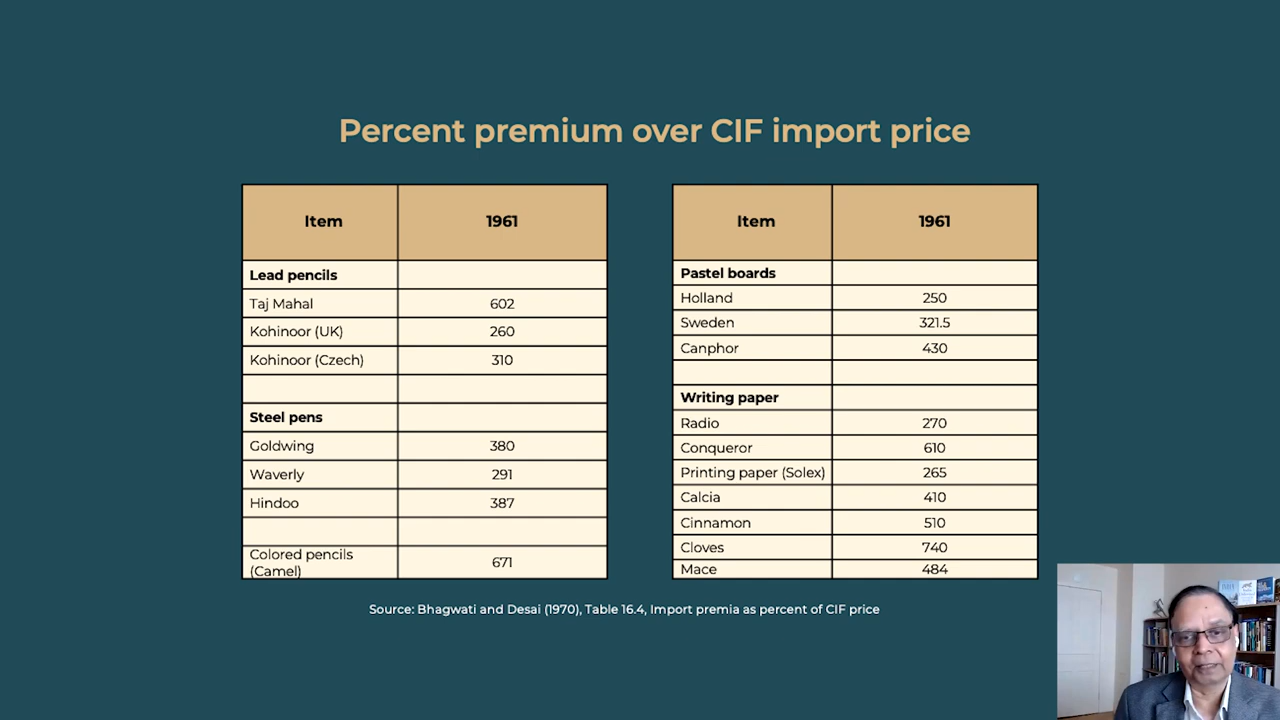 Percent premium over CIF import price
Item 1961
Lead pencils
Taj Mahal 602
Kohinoor (UK) 260
Kohinoor (Czech) 310
Steel pens
Goldwing 380
Waverly 291
Hindoo 387
Colored pencils
(Camel) 671
Item 1961
Pastel boards
Holland 250
Sweden 321.5
Canphor 430
Writing paper
Radio 270
Conqueror 610
Printing paper (Solex) 265
Calcia 410
Cinnamon 510
Cloves 740
Mace 484
Source: Bhagwati and Desai (1970), Table 16.4, Import premia as percent of CIF price